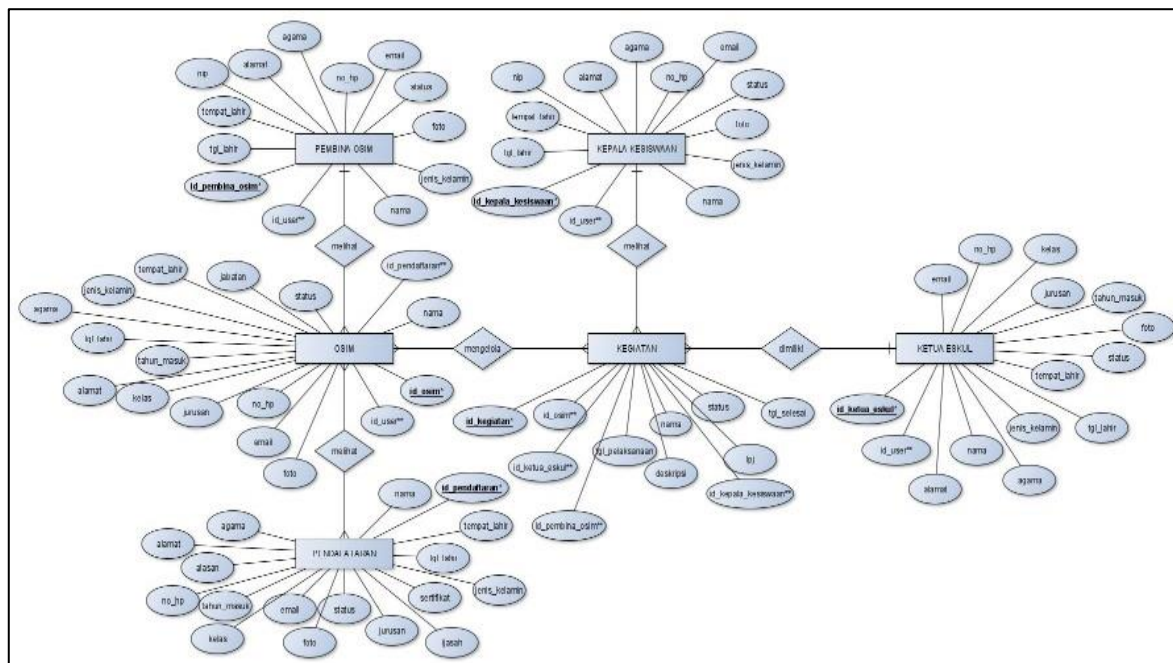 agama
alamat
nip
no_hp
email
status
tempat_lahir
foto
tgl_lahir
PEMBINA OSIM
jenis_kelamin
id_pembina_osim*
id_user**
nama
agama
email
nip
alamat
no_hp
status
tempat_lahir
foto
tgl_lahir
KEPALA KESISWAAN
jenis_kelamin
id_kepala_kesiswaan*
nama
id_user**
melihat
melihat
tempat_lahir
jabatan
id_pendaftaran**
jenis_kelamin
status
agama
nama
tgl_lahir
OSIM
tahun_masuk
alamat
kelas
id_osim*
jurusan
no_hp
id_user**
email
foto
mengelola
KEGIATAN
dimiliki
id_kegiatan*
id_osim**
status
tgl_selesai
nama
tgl_pelaksanaan
id_ketua_eskul**
deskripsi
lpj
id_kepala_kesiswaan**
id_pembina_osim**
no_hp
kelas
email
jurusan
tahun_masuk
foto
KETUA ESKUL
status
tempat_lahir
id_ketua_eskul*
jenis_kelamin
tgl_lahir
id_user**
nama
alamat
agama
melihat
nama
id_pendaftaran*
agama
tempat_lahir
alamat
PENDAFTARAN
tgl_lahir
alasan
jenis_kelamin
no_hp
tahun_masuk
email
status
sertifikat
kelas
foto
jurusan
ijasah